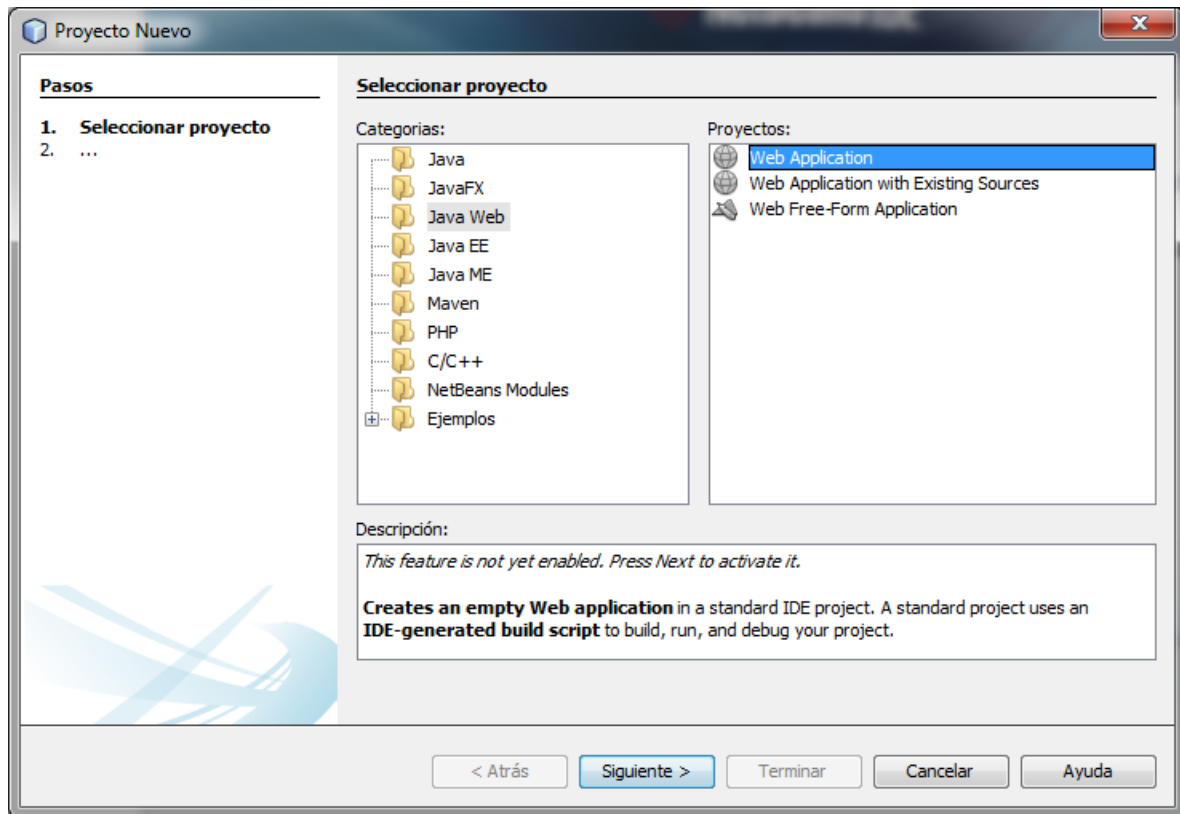 Proyecto Nuevo
Pasos
1. Seleccionar proyecto
2. ...
Seleccionar proyecto
Categorias:
Java
JavaFX
Java Web
Java EE
Java ME
Maven
PHP
C/C++
NetBeans Modules
Ejemplos
Proyectos:
Web Application
Web Application with Existing Sources
Web Free-Form Application
Descripción:
This feature is not yet enabled. Press Next to activate it.
Creates an empty Web application in a standard IDE project. A standard project uses an
IDE-generated build script to build, run, and debug your project.
< Atrás
Siguiente >
Terminar
Cancelar
Ayuda